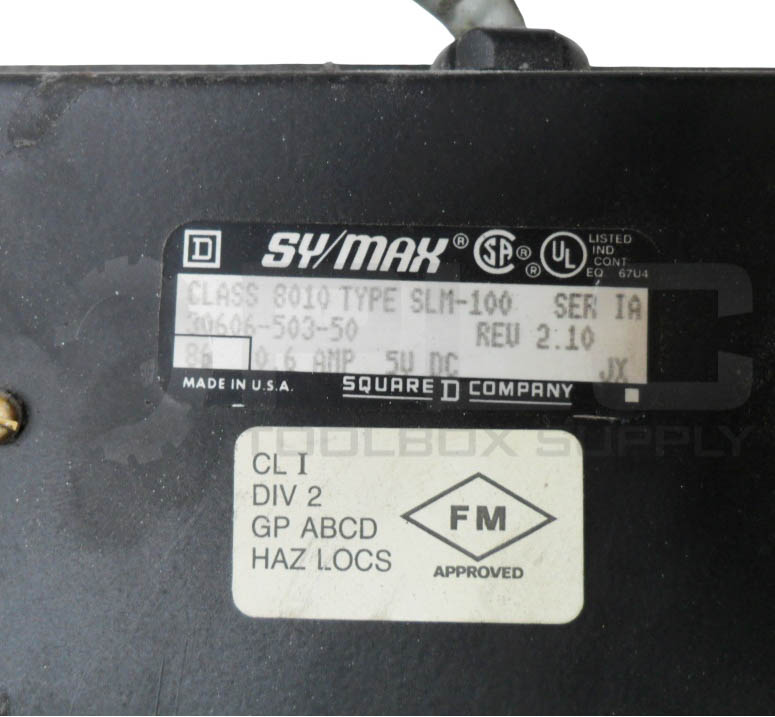 D SY/MAX® SA® ® UL LISTED
IND
CONT
EQ 67U4
CLASS 8010 TYPE SLM-100 SER IA
30606-503-50 REV 2.10
86 0.6 AMP 5V DC JX
MADE IN U.S.A. SQUARE D COMPANY
TOOLBOX SUPPLY
CL I
DIV 2
GP ABCD
HAZ LOCS
FM
APPROVED